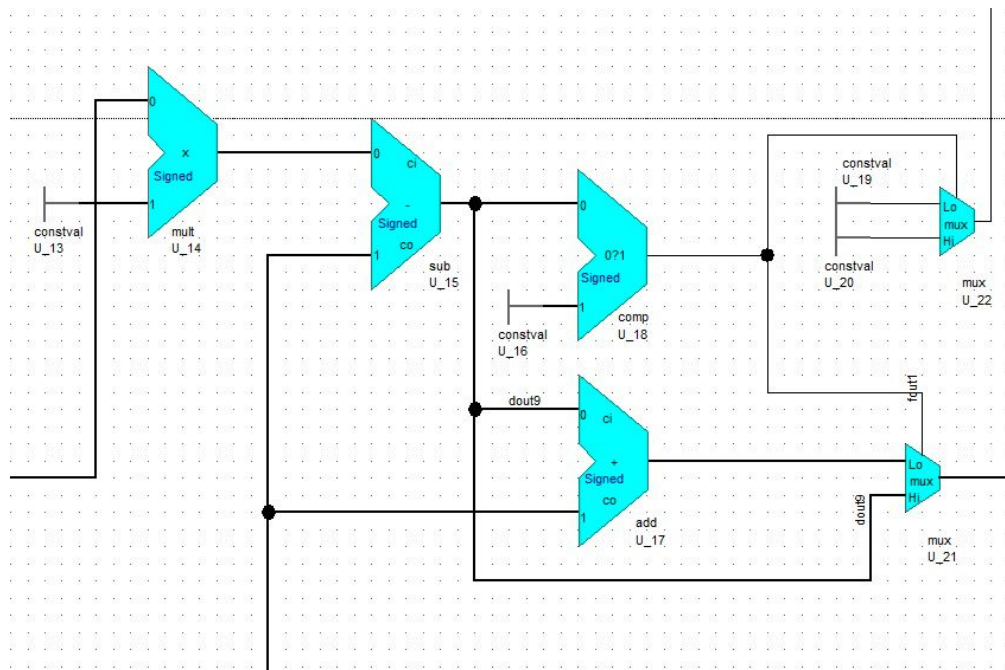 0
x
Signed
1
constval
U_13
mult
U_14
0
ci
-
Signed
co
1
sub
U_15
0
0?1
Signed
1
constval
U_16
comp
U_18
constval
U_19
Lo
mux
Hi
constval
U_20
mux
U_22
dout9
0
ci
+
Signed
co
1
add
U_17
fout1
Lo
mux
Hi
dout9
mux
U_21